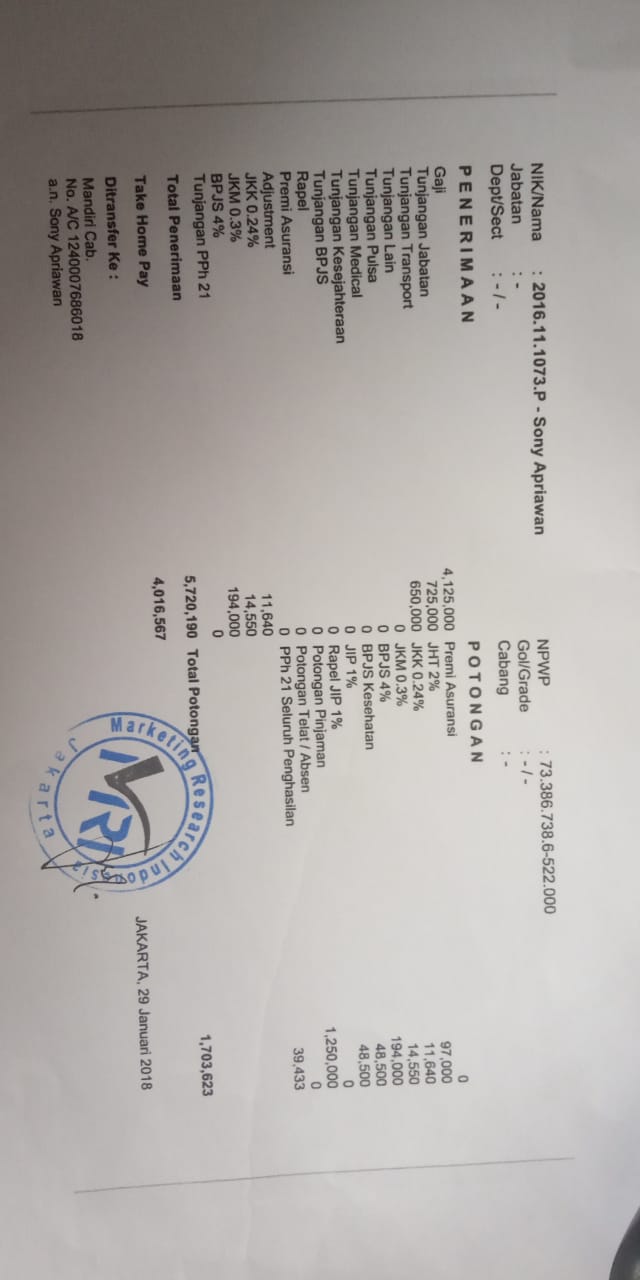 NIK/Nama : 2016.11.1073.P - Sony Apriawan NPWP : 73.386.738.6-522.000
Jabatan : - Gol/Grade : - / -
Dept/Sect : - / - Cabang : -
PENERIMAAN POTONGAN
Gaji 4,125,000 Premi Asuransi 0
Tunjangan Jabatan 725,000 JHT 2% 97,000
Tunjangan Transport 650,000 JKK 0.24% 11,640
Tunjangan Lain 0 JKM 0.3% 14,550
Tunjangan Pulsa 0 BPJS 4% 194,000
Tunjangan Medical 0 BPJS Kesehatan 48,500
Tunjangan Kesejahteraan 0 JIP 1% 48,500
Tunjangan BPJS 0 Rapel JIP 1% 0
Rapel 0 Potongan Pinjaman 1,250,000
Premi Asuransi 0 Potongan Telat / Absen 0
Adjustment 0 PPh 21 Seluruh Penghasilan 39,433
JKK 0.24% 11,640
JKM 0.3% 14,550
BPJS 4% 194,000
Tunjangan PPh 21 0
Total Penerimaan 5,720,190 Total Potongan 1,703,623
Take Home Pay 4,016,567
Ditransfer Ke :
JAKARTA, 29 Januari 2018
Mandiri Cab.
No. A/C 1240007686018
a.n. Sony Apriawan
Marketing Research Indonesia
MRI
Jakarta